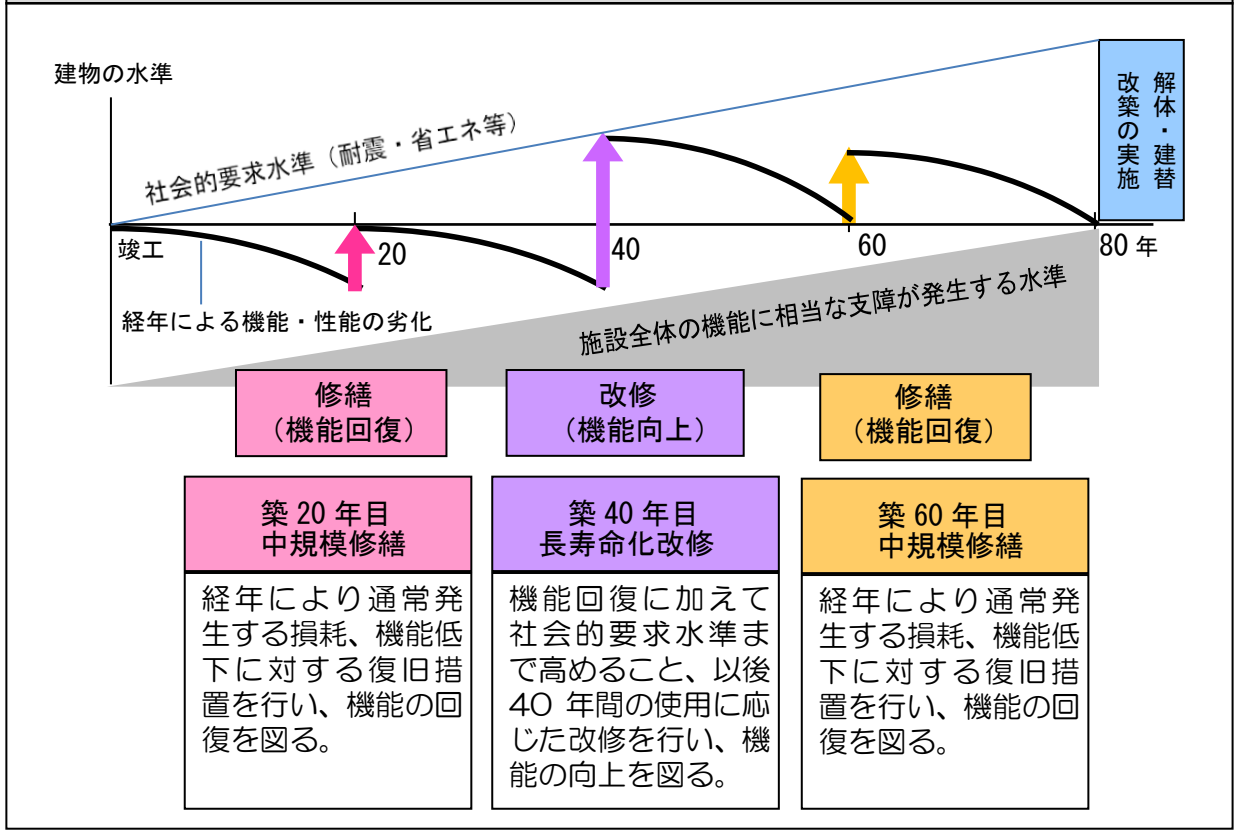 建物の水準
社会的要求水準（耐震・省エネ等）
解体・建替
改築の実施
竣工
20
40
60
80 年
経年による機能・性能の劣化
施設全体の機能に相当な支障が発生する水準
修繕
（機能回復）
改修
（機能向上）
修繕
（機能回復）
築 20 年目
中規模修繕
経年により通常発
生する損耗、機能低
下に対する復旧措
置を行い、機能の回
復を図る。
築 40 年目
長寿命化改修
機能回復に加えて
社会的要求水準ま
で高めること、以後
40 年間の使用に応
じた改修を行い、機
能の向上を図る。
築 60 年目
中規模修繕
経年により通常発
生する損耗、機能低
下に対する復旧措
置を行い、機能の回
復を図る。